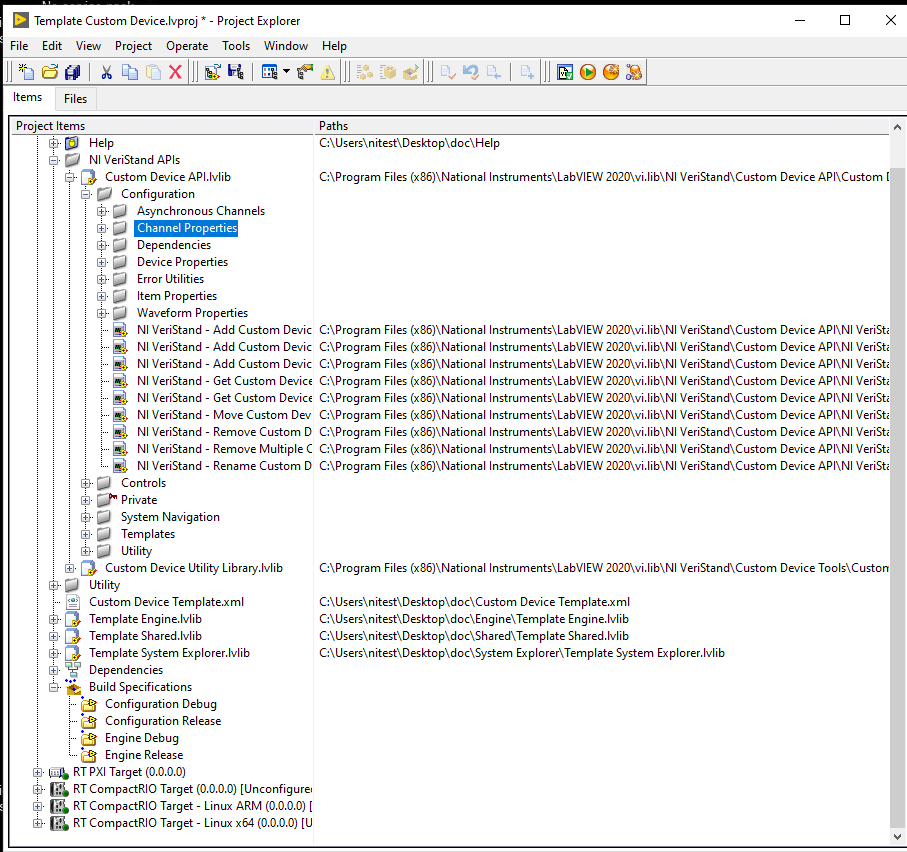 Template Custom Device.lvproj * - Project Explorer
File Edit View Project Operate Tools Window Help
Items Files
Project Items Paths
Help C:\Users\nitest\Desktop\doc\Help
NI VeriStand APIs
Custom Device API.lvlib C:\Program Files (x86)\National Instruments\LabVIEW 2020\vi.lib\NI VeriStand\Custom Device API\Custom D
Configuration
Asynchronous Channels
Channel Properties
Dependencies
Device Properties
Error Utilities
Item Properties
Waveform Properties
NI VeriStand - Add Custom Devic C:\Program Files (x86)\National Instruments\LabVIEW 2020\vi.lib\NI VeriStand\Custom Device API\NI VeriSta
NI VeriStand - Add Custom Devic C:\Program Files (x86)\National Instruments\LabVIEW 2020\vi.lib\NI VeriStand\Custom Device API\NI VeriSta
NI VeriStand - Add Custom Devic C:\Program Files (x86)\National Instruments\LabVIEW 2020\vi.lib\NI VeriStand\Custom Device API\NI VeriSta
NI VeriStand - Get Custom Device C:\Program Files (x86)\National Instruments\LabVIEW 2020\vi.lib\NI VeriStand\Custom Device API\NI VeriSta
NI VeriStand - Get Custom Device C:\Program Files (x86)\National Instruments\LabVIEW 2020\vi.lib\NI VeriStand\Custom Device API\NI VeriSta
NI VeriStand - Move Custom Dev C:\Program Files (x86)\National Instruments\LabVIEW 2020\vi.lib\NI VeriStand\Custom Device API\NI VeriSta
NI VeriStand - Remove Custom D C:\Program Files (x86)\National Instruments\LabVIEW 2020\vi.lib\NI VeriStand\Custom Device API\NI VeriSta
NI VeriStand - Remove Multiple C C:\Program Files (x86)\National Instruments\LabVIEW 2020\vi.lib\NI VeriStand\Custom Device API\NI VeriSta
NI VeriStand - Rename Custom D C:\Program Files (x86)\National Instruments\LabVIEW 2020\vi.lib\NI VeriStand\Custom Device API\NI VeriSta
Controls
Private
System Navigation
Templates
Utility
Custom Device Utility Library.lvlib C:\Program Files (x86)\National Instruments\LabVIEW 2020\vi.lib\NI VeriStand\Custom Device Tools\Custom
Utility
Custom Device Template.xml C:\Users\nitest\Desktop\doc\Custom Device Template.xml
Template Engine.lvlib C:\Users\nitest\Desktop\doc\Engine\Template Engine.lvlib
Template Shared.lvlib C:\Users\nitest\Desktop\doc\Shared\Template Shared.lvlib
Template System Explorer.lvlib C:\Users\nitest\Desktop\doc\System Explorer\Template System Explorer.lvlib
Dependencies
Build Specifications
Configuration Debug
Configuration Release
Engine Debug
Engine Release
RT PXI Target (0.0.0.0)
RT CompactRIO Target (0.0.0.0) [Unconfigure
RT CompactRIO Target - Linux ARM (0.0.0.0) [
RT CompactRIO Target - Linux x64 (0.0.0.0) [U